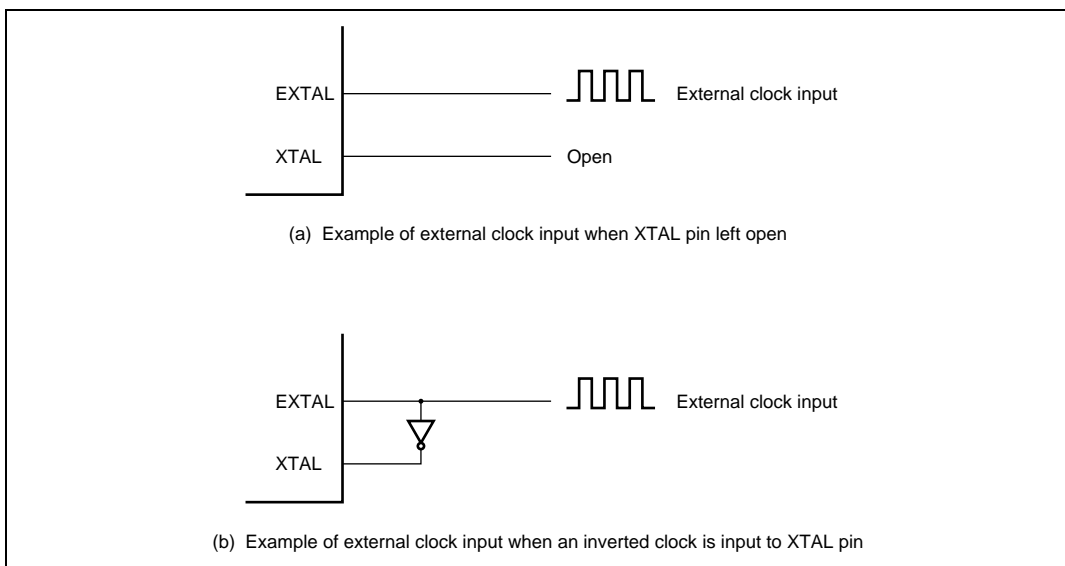 EXTAL External clock input
XTAL Open
(a) Example of external clock input when XTAL pin left open
EXTAL External clock input
XTAL
(b) Example of external clock input when an inverted clock is input to XTAL pin